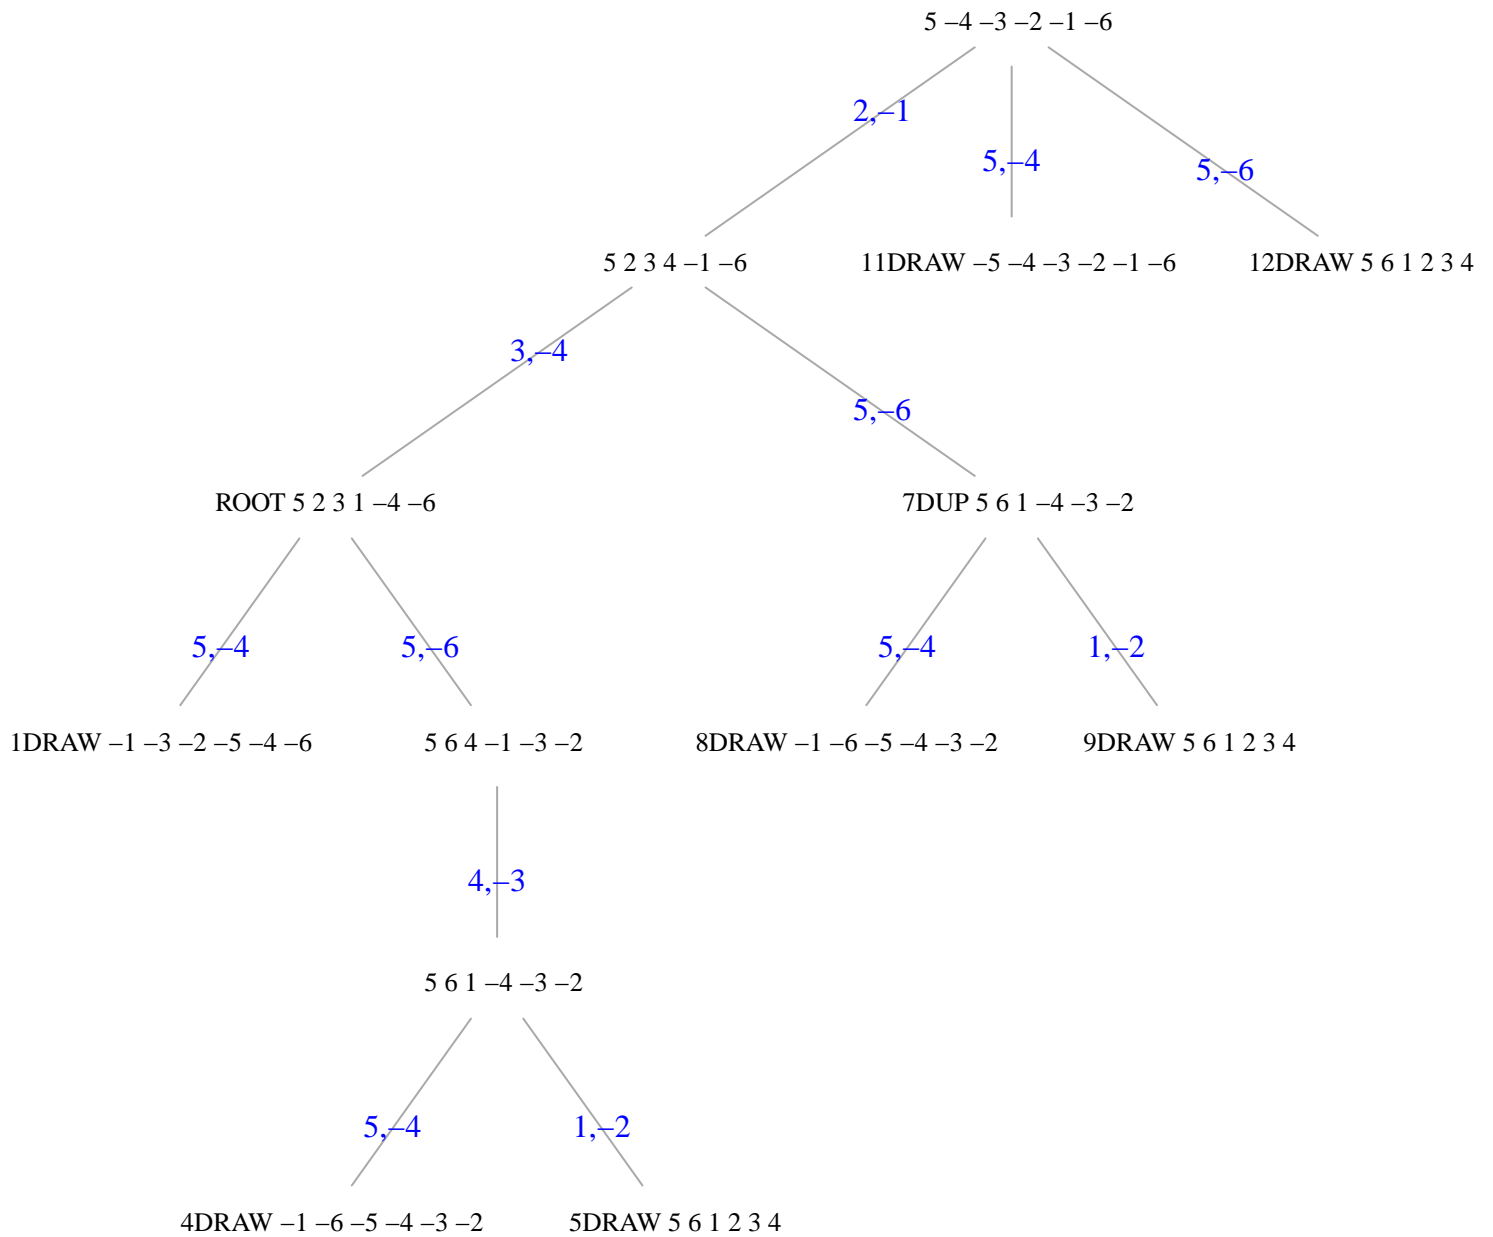 5 –4 –3 –2 –1 –6
2,–1
5,–4
5,–6
5 2 3 4 –1 –6
11DRAW –5 –4 –3 –2 –1 –6
12DRAW 5 6 1 2 3 4
3,–4
5,–6
ROOT 5 2 3 1 –4 –6
7DUP 5 6 1 –4 –3 –2
5,–4
5,–6
5,–4
1,–2
1DRAW –1 –3 –2 –5 –4 –6
5 6 4 –1 –3 –2
8DRAW –1 –6 –5 –4 –3 –2
9DRAW 5 6 1 2 3 4
4,–3
5 6 1 –4 –3 –2
5,–4
1,–2
4DRAW –1 –6 –5 –4 –3 –2
5DRAW 5 6 1 2 3 4